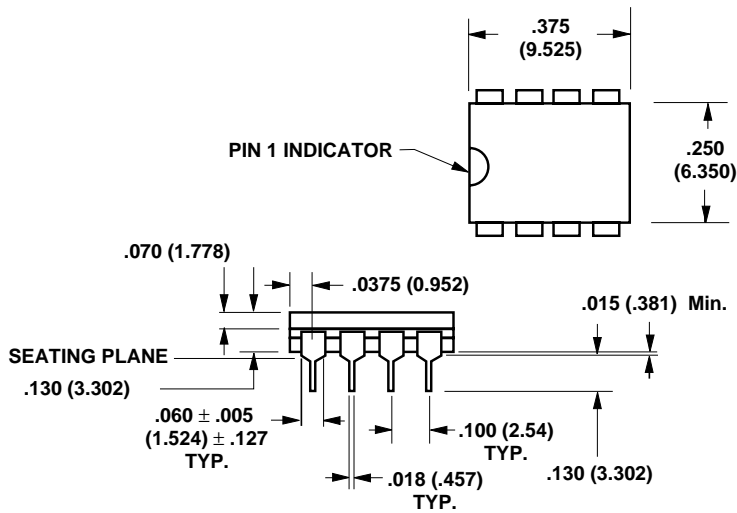 .375
(9.525)
PIN 1 INDICATOR
.250
(6.350)
.070 (1.778)
.0375 (0.952)
.015 (.381) Min.
SEATING PLANE
.130 (3.302)
.060 ± .005
(1.524) ± .127
TYP.
.100 (2.54)
TYP.
.130 (3.302)
.018 (.457)
TYP.